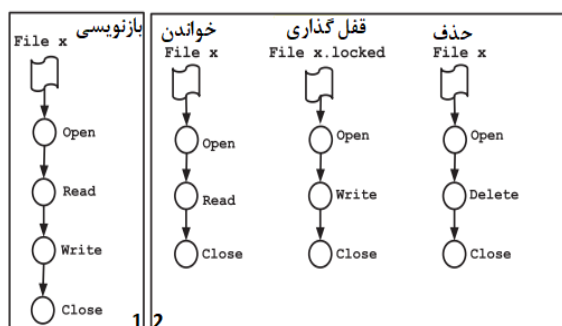 بازنویسی
File x
Open
Read
Write
Close
1
خواندن
File x
Open
Read
Close
قفل گذاری
File x.locked
Open
Write
Close
حذف
File x
Open
Delete
Close
2